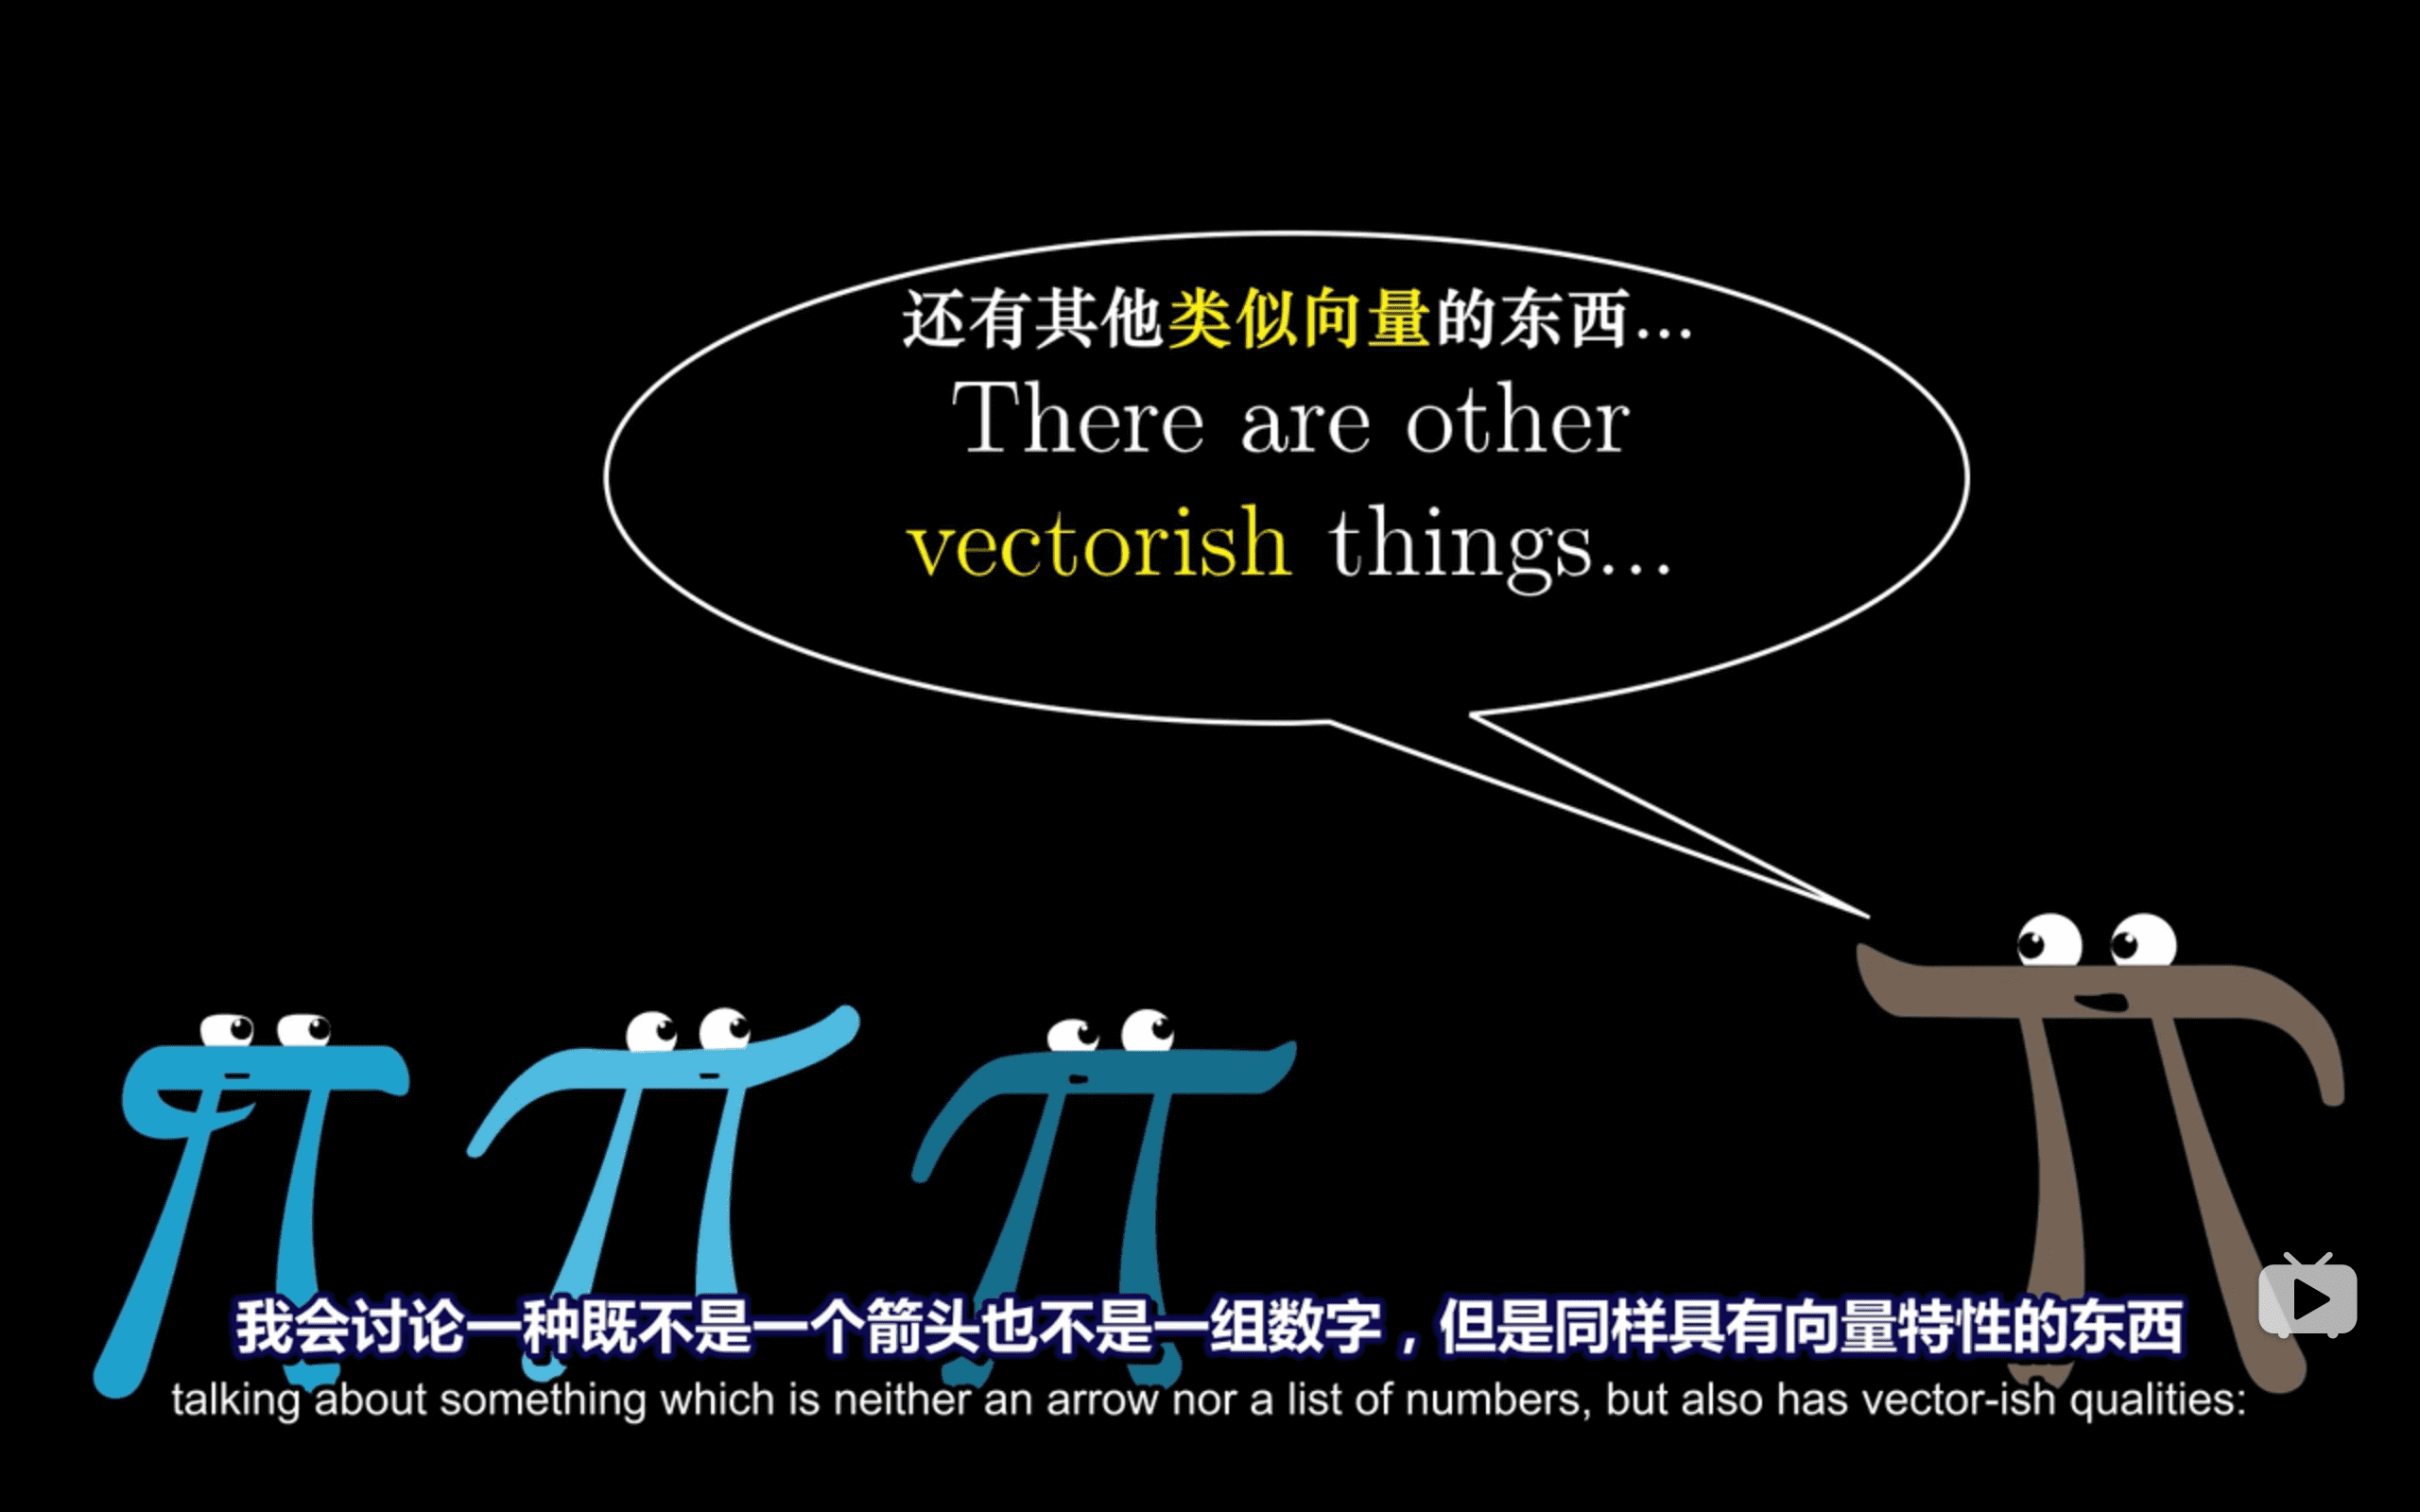 还有其他类似向量的东西...
There are other
vectorish things...
我会讨论一种既不是一个箭头也不是一组数字，但是同样具有向量特性的东西
talking about something which is neither an arrow nor a list of numbers, but also has vector-ish qualities: